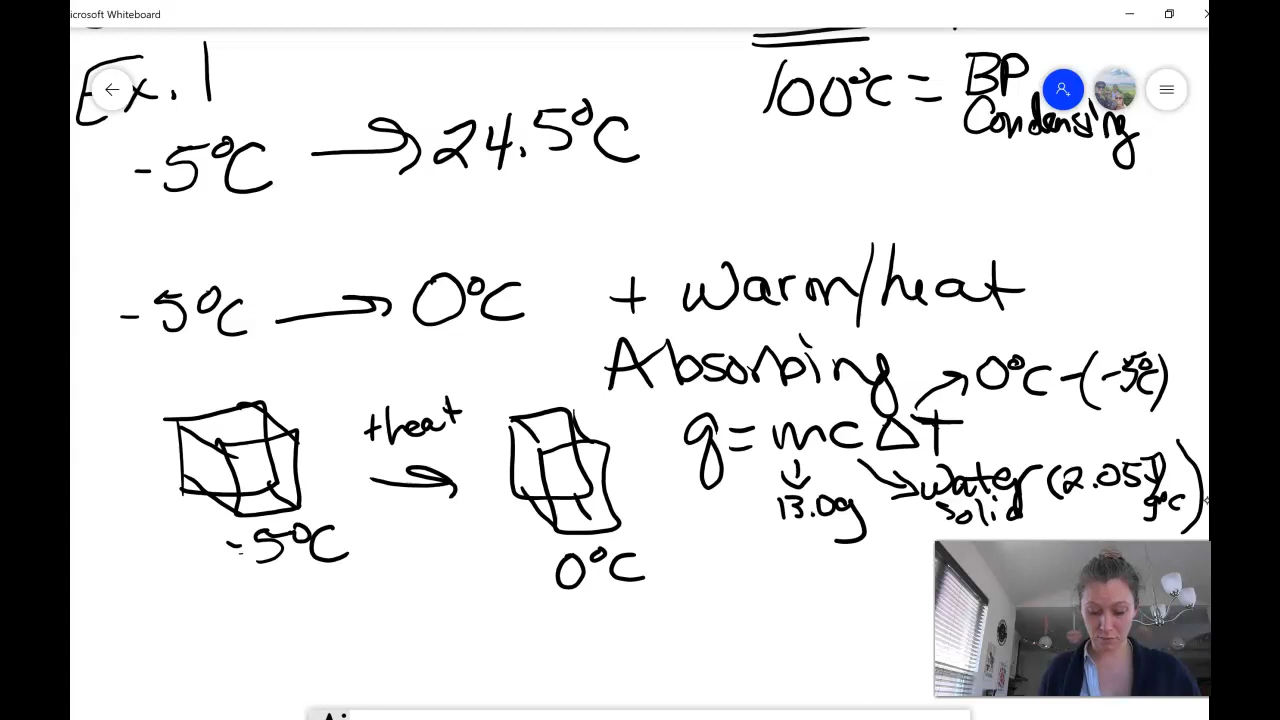 icrosoft Whiteboard
Ex. 1
100°C = BP
Condensing
-5°C → 24.5°C
-5°C → 0°C + warm/heat
Absorbing
→ 0°C - (-5°C)
+heat
q = mcΔT
→ water (2.05 J/g°C)
solid
13.0g
-5°C
0°C